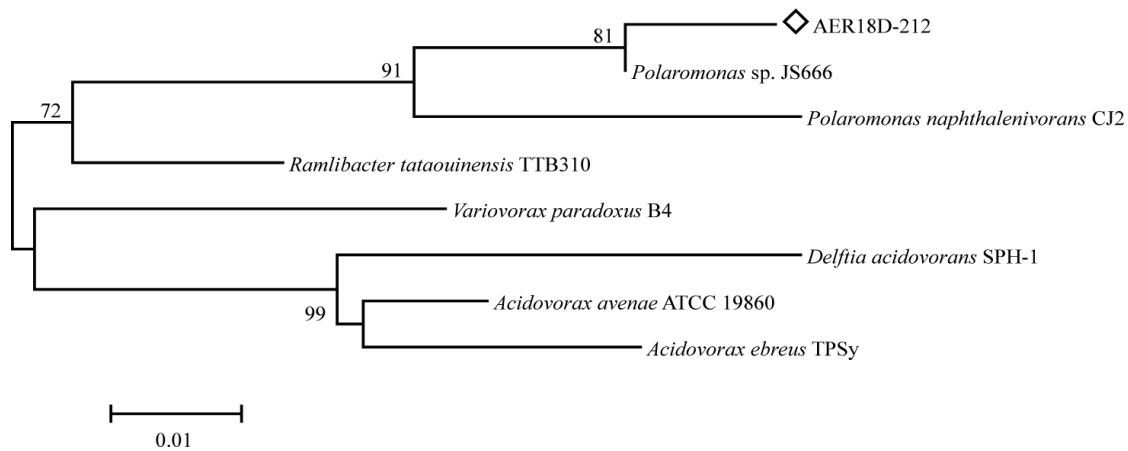 AER18D-212
81
Polaromonas sp. JS666
91
Polaromonas naphthalenivorans CJ2
72
Ramlibacter tataouinensis TTB310
Variovorax paradoxus B4
Delftia acidovorans SPH-1
Acidovorax avenae ATCC 19860
99
Acidovorax ebreus TPSy
0.01